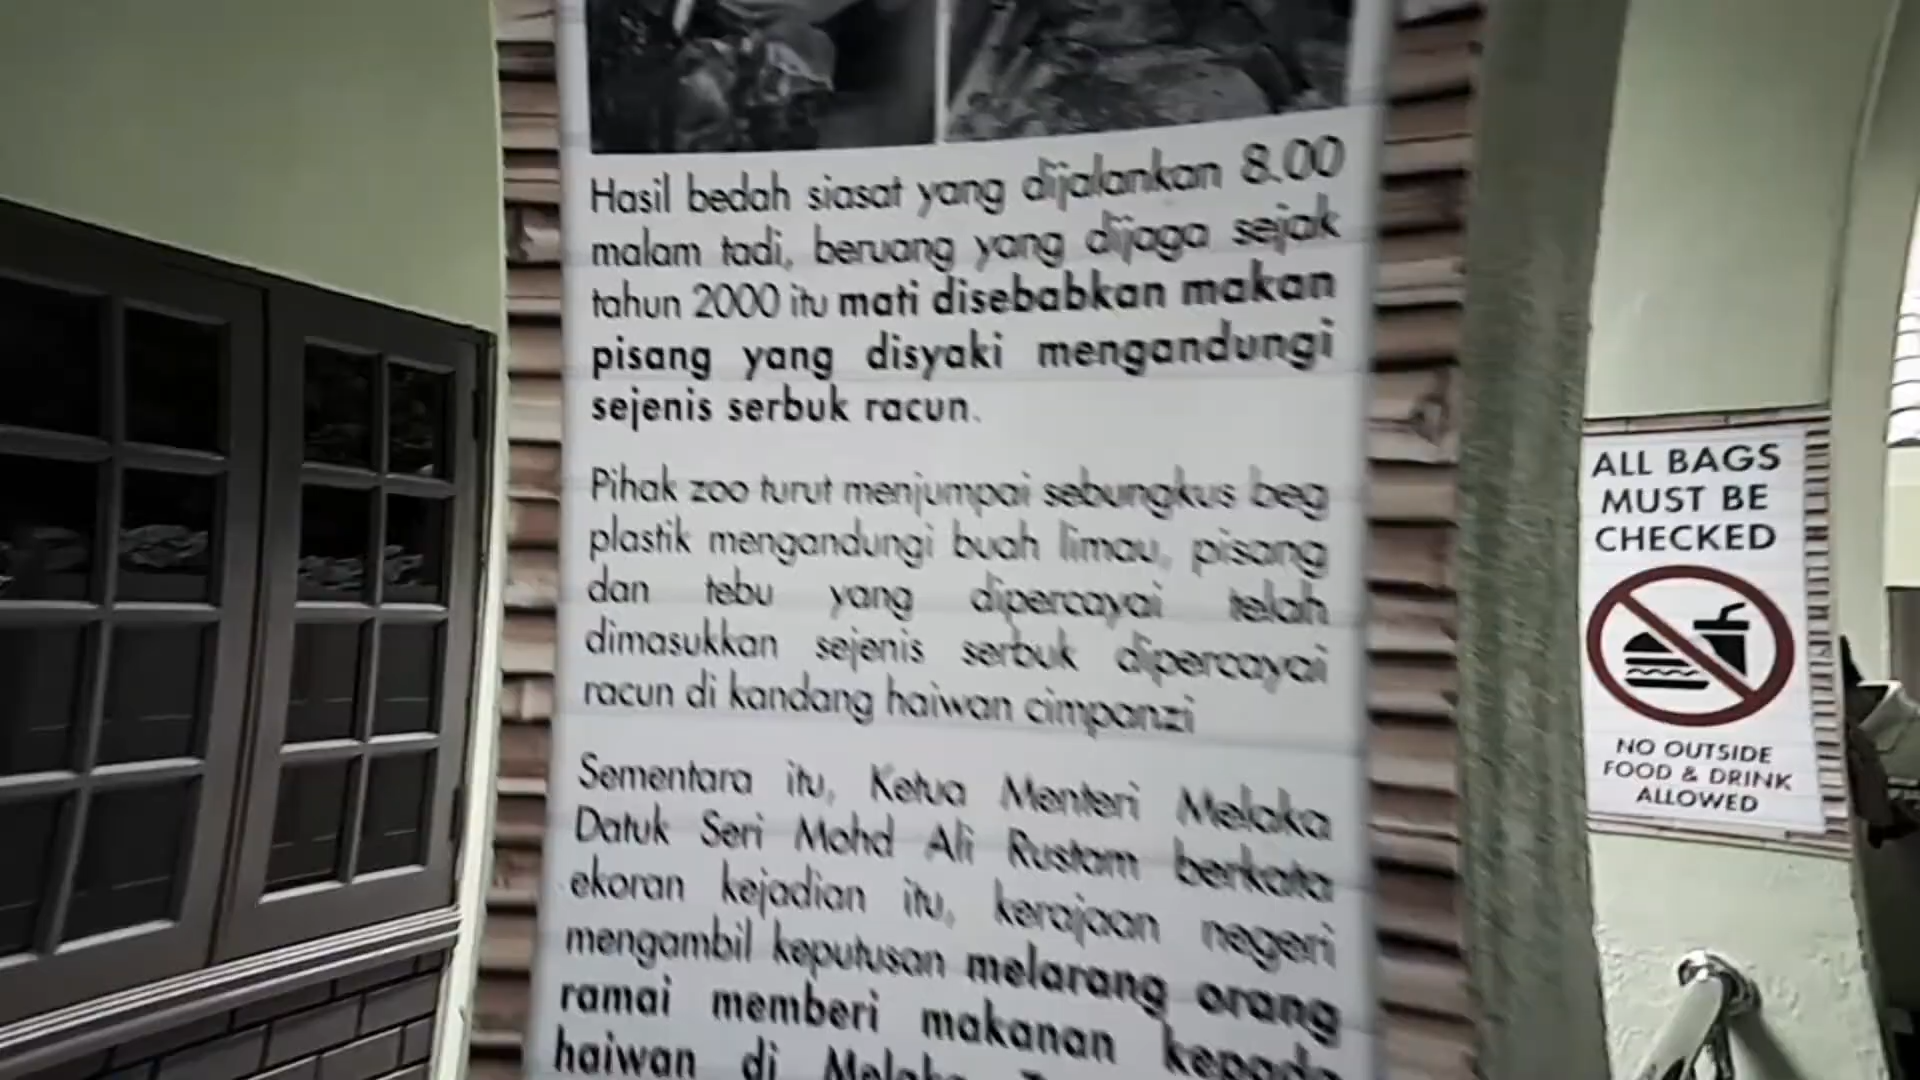 Hasil bedah siasat yang dijalankan 8.00
malam tadi, beruang yang dijaga sejak
tahun 2000 itu mati disebabkan makan
pisang yang disyaki mengandungi
sejenis serbuk racun.
Pihak zoo turut menjumpai sebungkus beg
plastik mengandungi buah limau, pisang
dan tebu yang dipercayai telah
dimasukkan sejenis serbuk dipercayai
racun di kandang haiwan cimpanzi
Sementara itu, Ketua Menteri Melaka
Datuk Seri Mohd Ali Rustam berkata
ekoran kejadian itu, kerajaan negeri
mengambil keputusan melarang orang
ramai memberi makanan kepada
haiwan di Melaka
ALL BAGS
MUST BE
CHECKED
NO OUTSIDE
FOOD & DRINK
ALLOWED